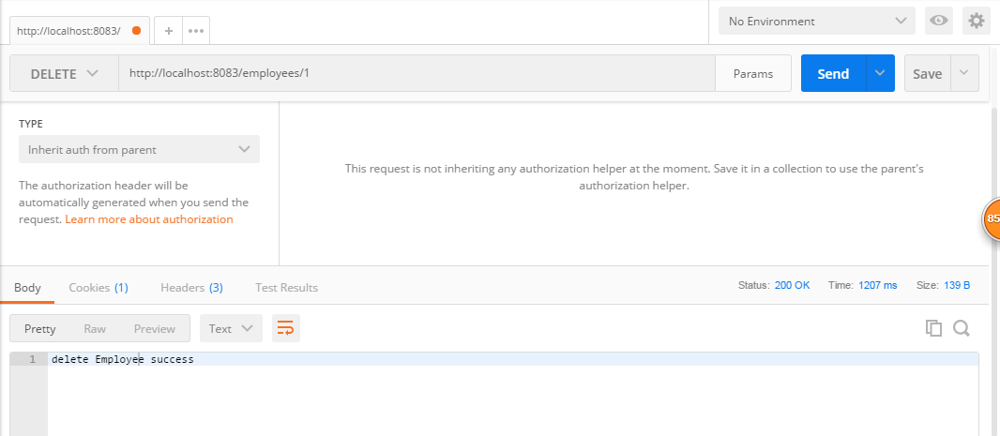 http://localhost:8083/
+
•••
No Environment
DELETE
http://localhost:8083/employees/1
Params
Send
Save
TYPE
Inherit auth from parent
The authorization header will be
automatically generated when you send the
request. Learn more about authorization
This request is not inheriting any authorization helper at the moment. Save it in a collection to use the parent's
authorization helper.
85
Body
Cookies (1)
Headers (3)
Test Results
Status: 200 OK
Time: 1207 ms
Size: 139 B
Pretty
Raw
Preview
Text
1
delete Employee success